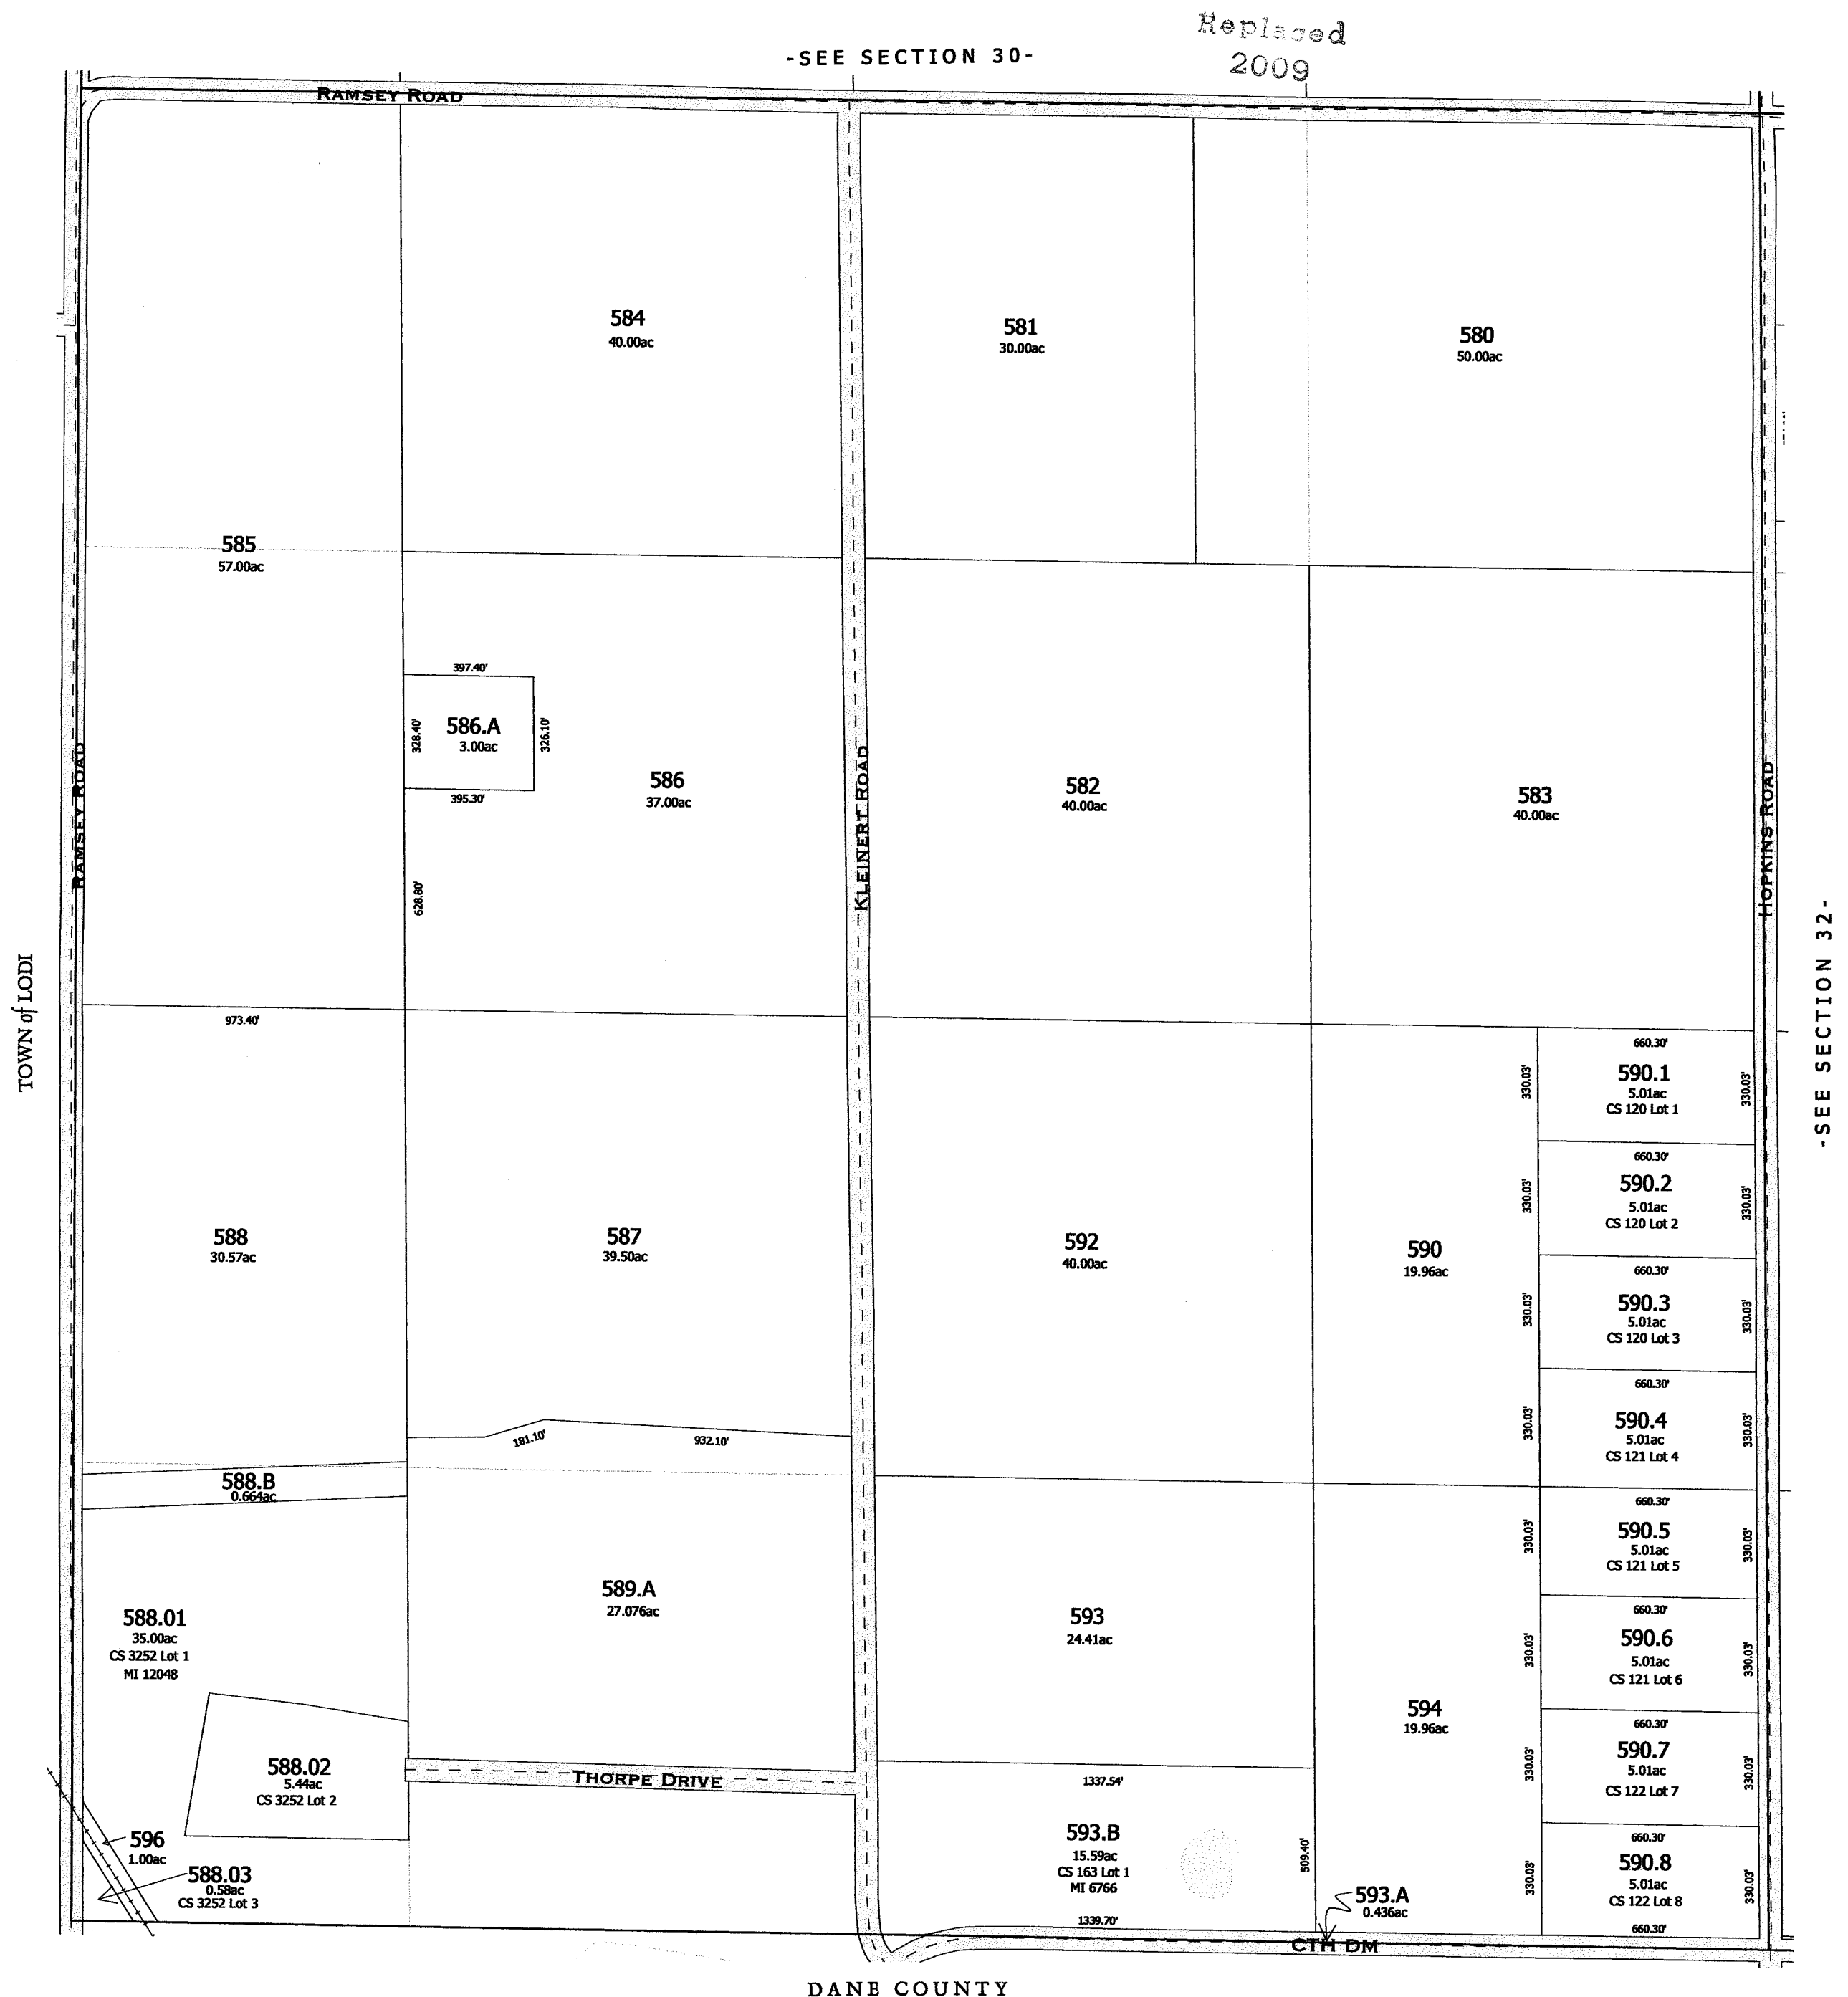 Replaced
2009
-SEE SECTION 30-
RAMSEY ROAD
584
40.00ac
581
30.00ac
580
50.00ac
585
57.00ac
397.40'
328.40'
586.A
3.00ac
326.10'
395.30'
586
37.00ac
582
40.00ac
583
40.00ac
RAMSEY ROAD
KLEINERT ROAD
HOPKINS ROAD
628.80'
TOWN of LODI
-SEE SECTION 32-
973.40'
660.30'
330.03'
590.1
5.01ac
CS 120 Lot 1
330.03'
660.30'
330.03'
590.2
5.01ac
CS 120 Lot 2
330.03'
588
30.57ac
587
39.50ac
592
40.00ac
590
19.96ac
660.30'
330.03'
590.3
5.01ac
CS 120 Lot 3
330.03'
660.30'
330.03'
590.4
5.01ac
CS 121 Lot 4
330.03'
181.10'
932.10'
588.B
0.664ac
660.30'
330.03'
590.5
5.01ac
CS 121 Lot 5
330.03'
588.01
35.00ac
CS 3252 Lot 1
MI 12048
589.A
27.076ac
593
24.41ac
660.30'
330.03'
590.6
5.01ac
CS 121 Lot 6
330.03'
594
19.96ac
660.30'
330.03'
590.7
5.01ac
CS 122 Lot 7
330.03'
588.02
5.44ac
CS 3252 Lot 2
THORPE DRIVE
1337.54'
593.B
15.59ac
CS 163 Lot 1
MI 6766
509.40'
660.30'
330.03'
590.8
5.01ac
CS 122 Lot 8
330.03'
596
1.00ac
588.03
0.58ac
CS 3252 Lot 3
593.A
0.436ac
1339.70'
660.30'
CTH DM
DANE COUNTY